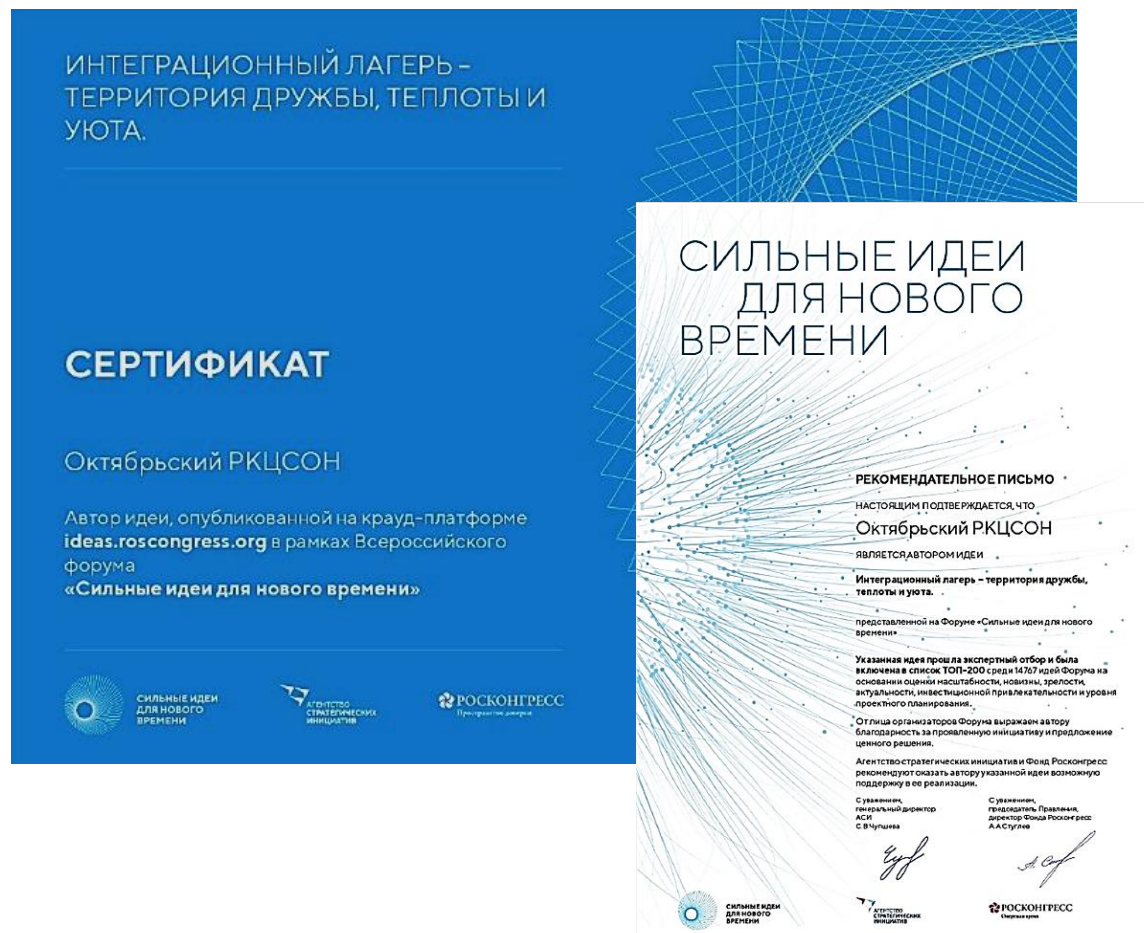 ИНТЕГРАЦИОННЫЙ ЛАГЕРЬ –
ТЕРРИТОРИЯ ДРУЖБЫ, ТЕПЛОТЫ И
УЮТА.
СЕРТИФИКАТ
Октябрьский РКЦСОН
Автор идеи, опубликованной на крауд-платформе
ideas.roscongress.org в рамках Всероссийского
форума
«Сильные идеи для нового времени»
СИЛЬНЫЕ ИДЕИ
ДЛЯ НОВОГО
ВРЕМЕНИ
АГЕНТСТВО
СТРАТЕГИЧЕСКИХ
ИНИЦИАТИВ
РОСКОНГРЕСС
Пространство доверия
СИЛЬНЫЕ ИДЕИ
ДЛЯ НОВОГО
ВРЕМЕНИ
РЕКОМЕНДАТЕЛЬНОЕ ПИСЬМО
НАСТОЯЩИМ ПОДТВЕРЖДАЕТСЯ, ЧТО
Октябрьский РКЦСОН
ЯВЛЯЕТСЯ АВТОРОМ ИДЕИ
Интеграционный лагерь – территория дружбы,
теплоты и уюта.
представленной на Форуме «Сильные идеи для нового
времени»
Указанная идея прошла экспертный отбор и была
включена в список ТОП-200 среди 14767 идей Форума на
основании оценки масштабности, новизны, зрелости,
актуальности, инвестиционной привлекательности и уровня
проектного планирования.
От лица организаторов Форума выражаем автору
благодарность за проявленную инициативу и предложение
ценного решения.
Агентство стратегических инициатив и Фонд Росконгресс
рекомендуют оказать автору указанной идеи возможную
поддержку в ее реализации.
С уважением,
генеральный директор
АСИ
С В Чупшева
С уважением,
председатель Правления,
директор Фонда Росконгресс
А А Стуглев
СИЛЬНЫЕ ИДЕИ
ДЛЯ НОВОГО
ВРЕМЕНИ
АГЕНТСТВО
СТРАТЕГИЧЕСКИХ
ИНИЦИАТИВ
РОСКОНГРЕСС